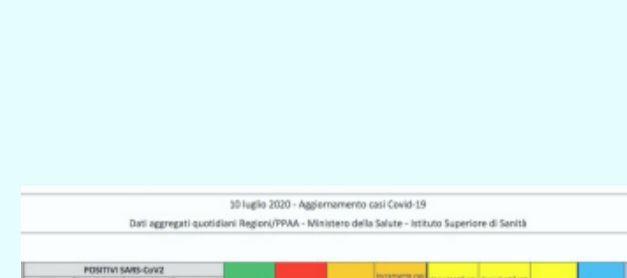 10 luglio 2020 - Aggiornamento casi Covid-19
Dati aggregati quotidiani Regioni/PPAA - Ministero della Salute - Istituto Superiore di Sanità
POSITIVI SARS-CoV2